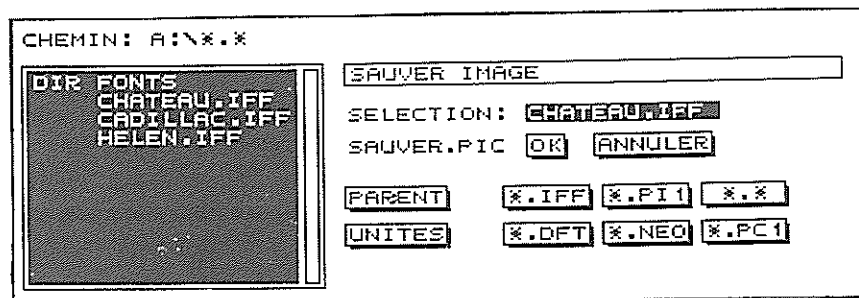 CHEMIN: A:\*.*
DIR FONTS
CHATEAU.IFF
CADILLAC.IFF
HELEN.IFF
SAUVER IMAGE
SELECTION: CHATEAU.IFF
SAUVER.PIC OK ANNULER
PARENT *.IFF *.PI1 *.*
UNITES *.DFT *.NEO *.PC1